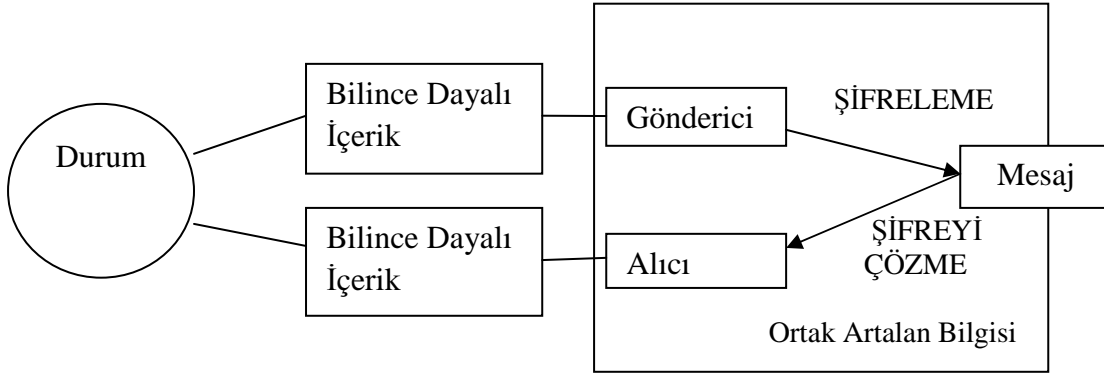 Durum
Bilince Dayalı
İçerik
Bilince Dayalı
İçerik
Gönderici
Alıcı
ŞİFRELEME
Mesaj
ŞİFREYİ
ÇÖZME
Ortak Artalan Bilgisi